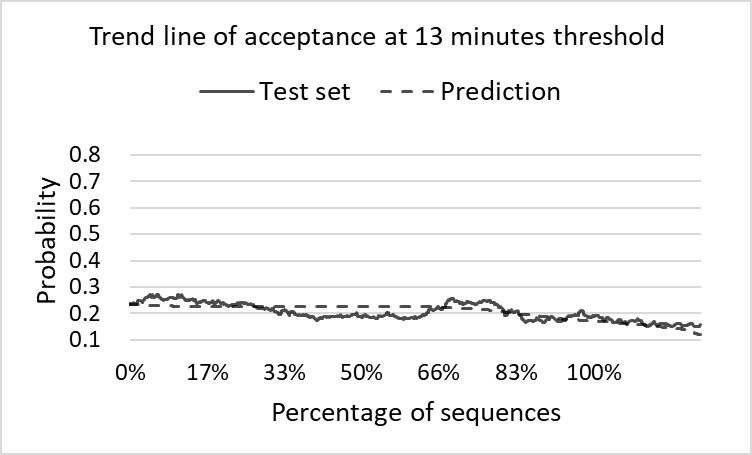 Trend line of acceptance at 13 minutes threshold
Test set Prediction
0.8
0.7
0.6
0.5
0.4
0.3
0.2
0.1
Probability
0% 17% 33% 50% 66% 83% 100%
Percentage of sequences